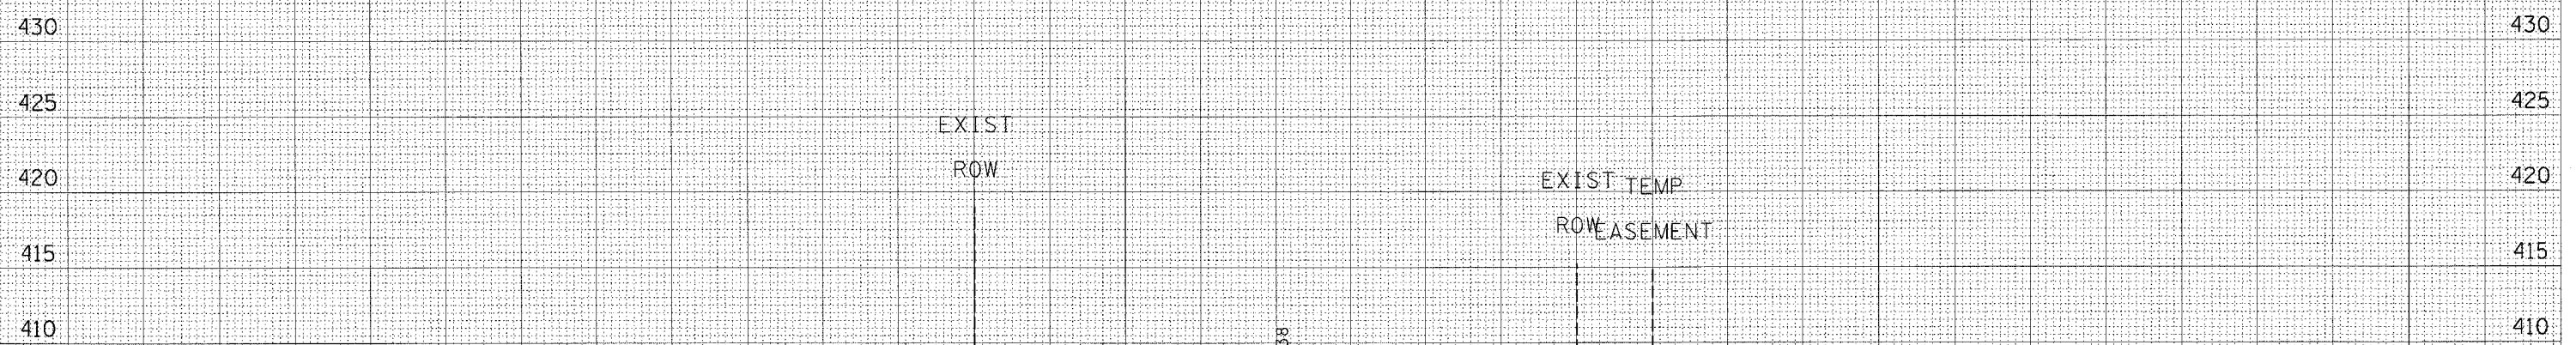 430 430
425 425
EXIST
ROW
420 420
EXIST TEMP
ROW EASEMENT
415 415
410 410